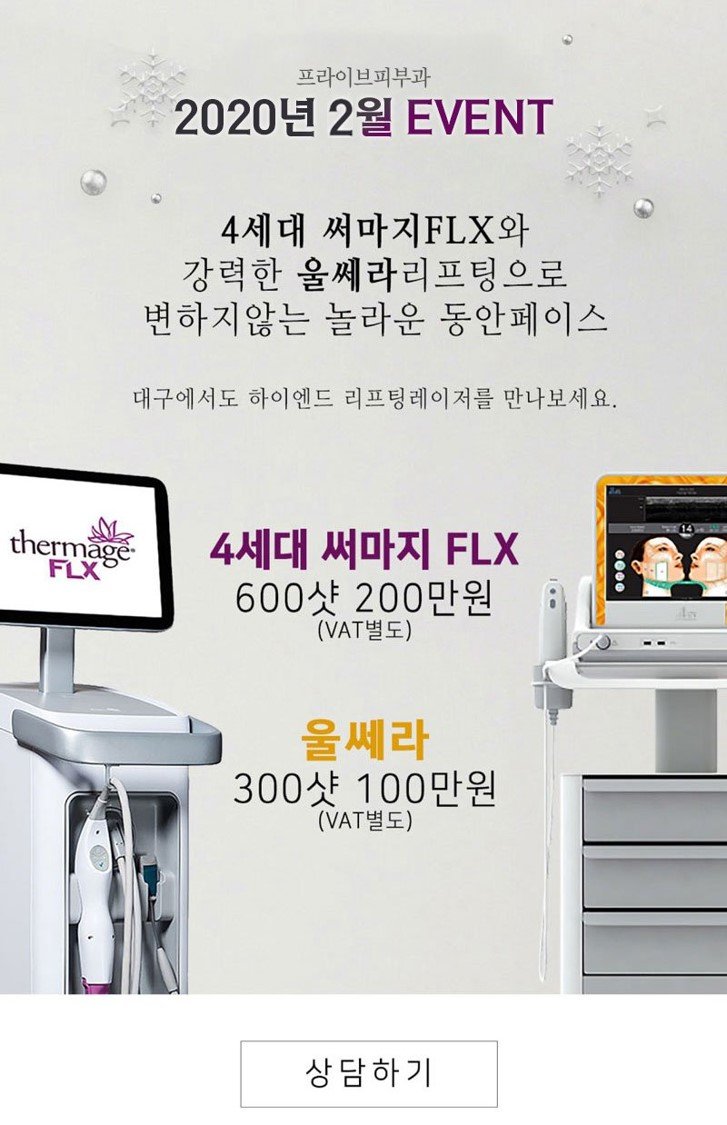 프라이브피부과
2020년 2월 EVENT
4세대 써마지FLX와
강력한 울쎄라리프팅으로
변하지않는 놀라운 동안페이스
대구에서도 하이엔드 리프팅레이저를 만나보세요.
thermage®
FLX
4세대 써마지 FLX
600샷 200만원
(VAT별도)
14
울쎄라
300샷 100만원
(VAT별도)
상담하기